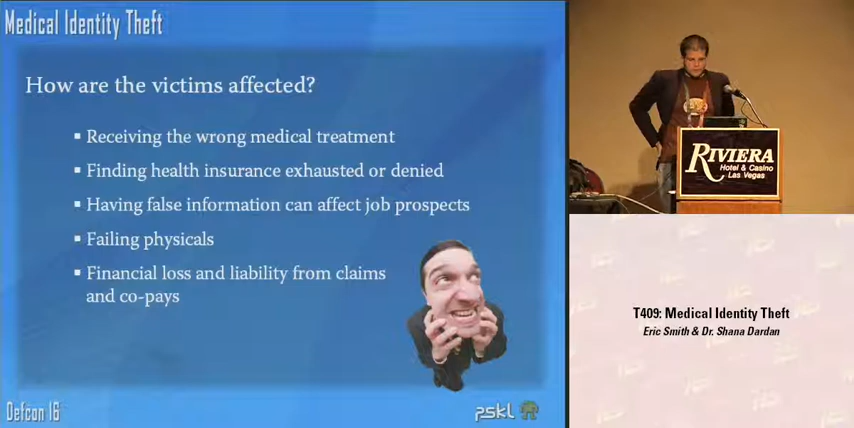 Medical Identity Theft
How are the victims affected?
▪ Receiving the wrong medical treatment
▪ Finding health insurance exhausted or denied
▪ Having false information can affect job prospects
▪ Failing physicals
▪ Financial loss and liability from claims
and co-pays
Defcon 16
pskl
RIVIERA
Hotel & Casino
Las Vegas
T409: Medical Identity Theft
Eric Smith & Dr. Shana Dardan